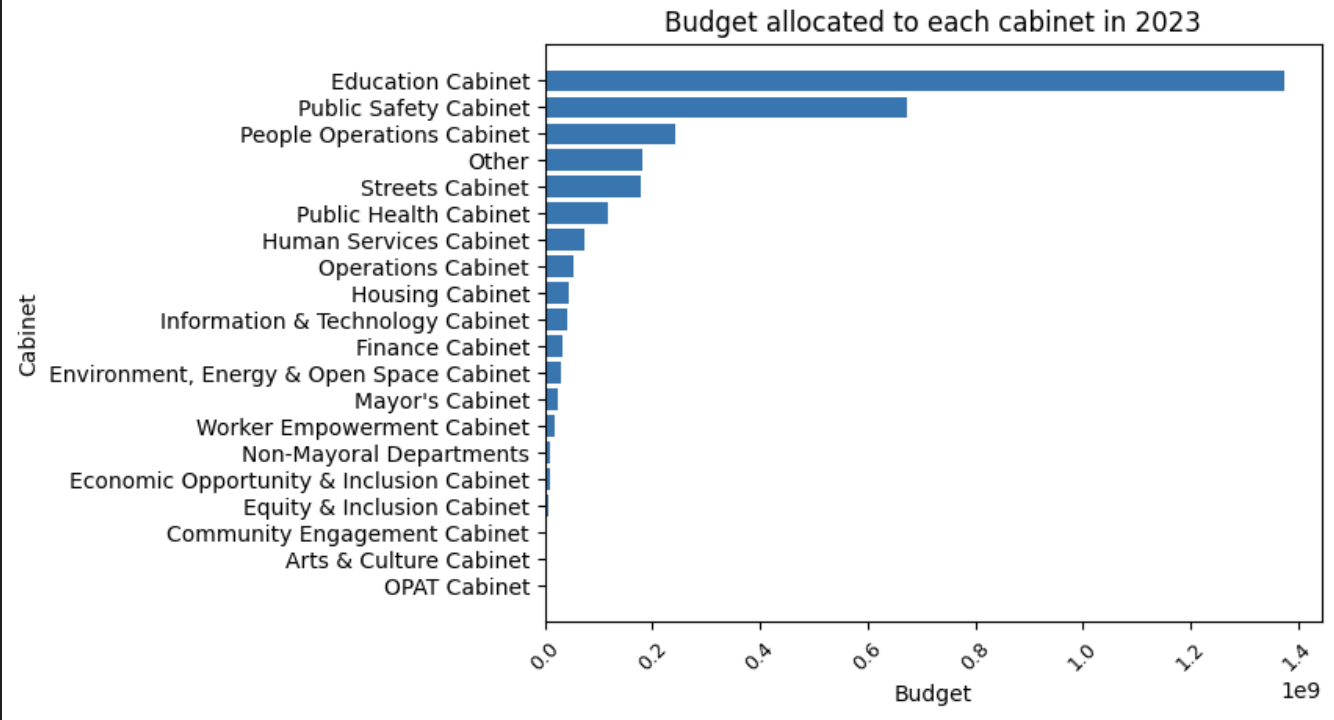 Budget allocated to each cabinet in 2023
Education Cabinet
Public Safety Cabinet
People Operations Cabinet
Other
Streets Cabinet
Public Health Cabinet
Human Services Cabinet
Operations Cabinet
Housing Cabinet
Information & Technology Cabinet
Finance Cabinet
Environment, Energy & Open Space Cabinet
Mayor's Cabinet
Worker Empowerment Cabinet
Non-Mayoral Departments
Economic Opportunity & Inclusion Cabinet
Equity & Inclusion Cabinet
Community Engagement Cabinet
Arts & Culture Cabinet
OPAT Cabinet
Cabinet
0.0 0.2 0.4 0.6 0.8 1.0 1.2 1.4
1e9
Budget